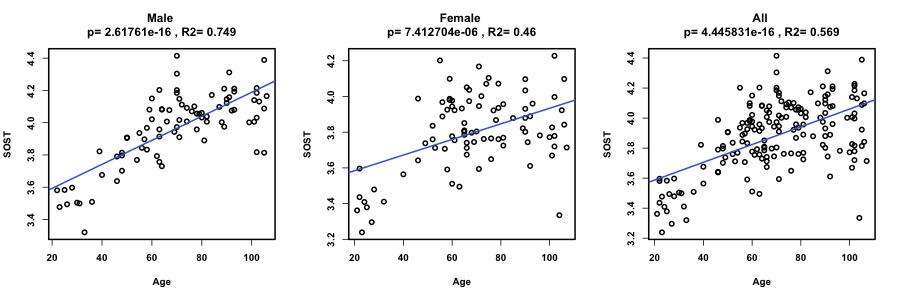 Male
p= 2.61761e-16 , R2= 0.749
SOST
4.4
4.2
4.0
3.8
3.6
3.4
20 40 60 80 100
Age
Female
p= 7.412704e-06 , R2= 0.46
SOST
4.2
4.0
3.8
3.6
3.4
3.2
20 40 60 80 100
Age
All
p= 4.445831e-16 , R2= 0.569
SOST
4.4
4.2
4.0
3.8
3.6
3.4
3.2
20 40 60 80 100
Age